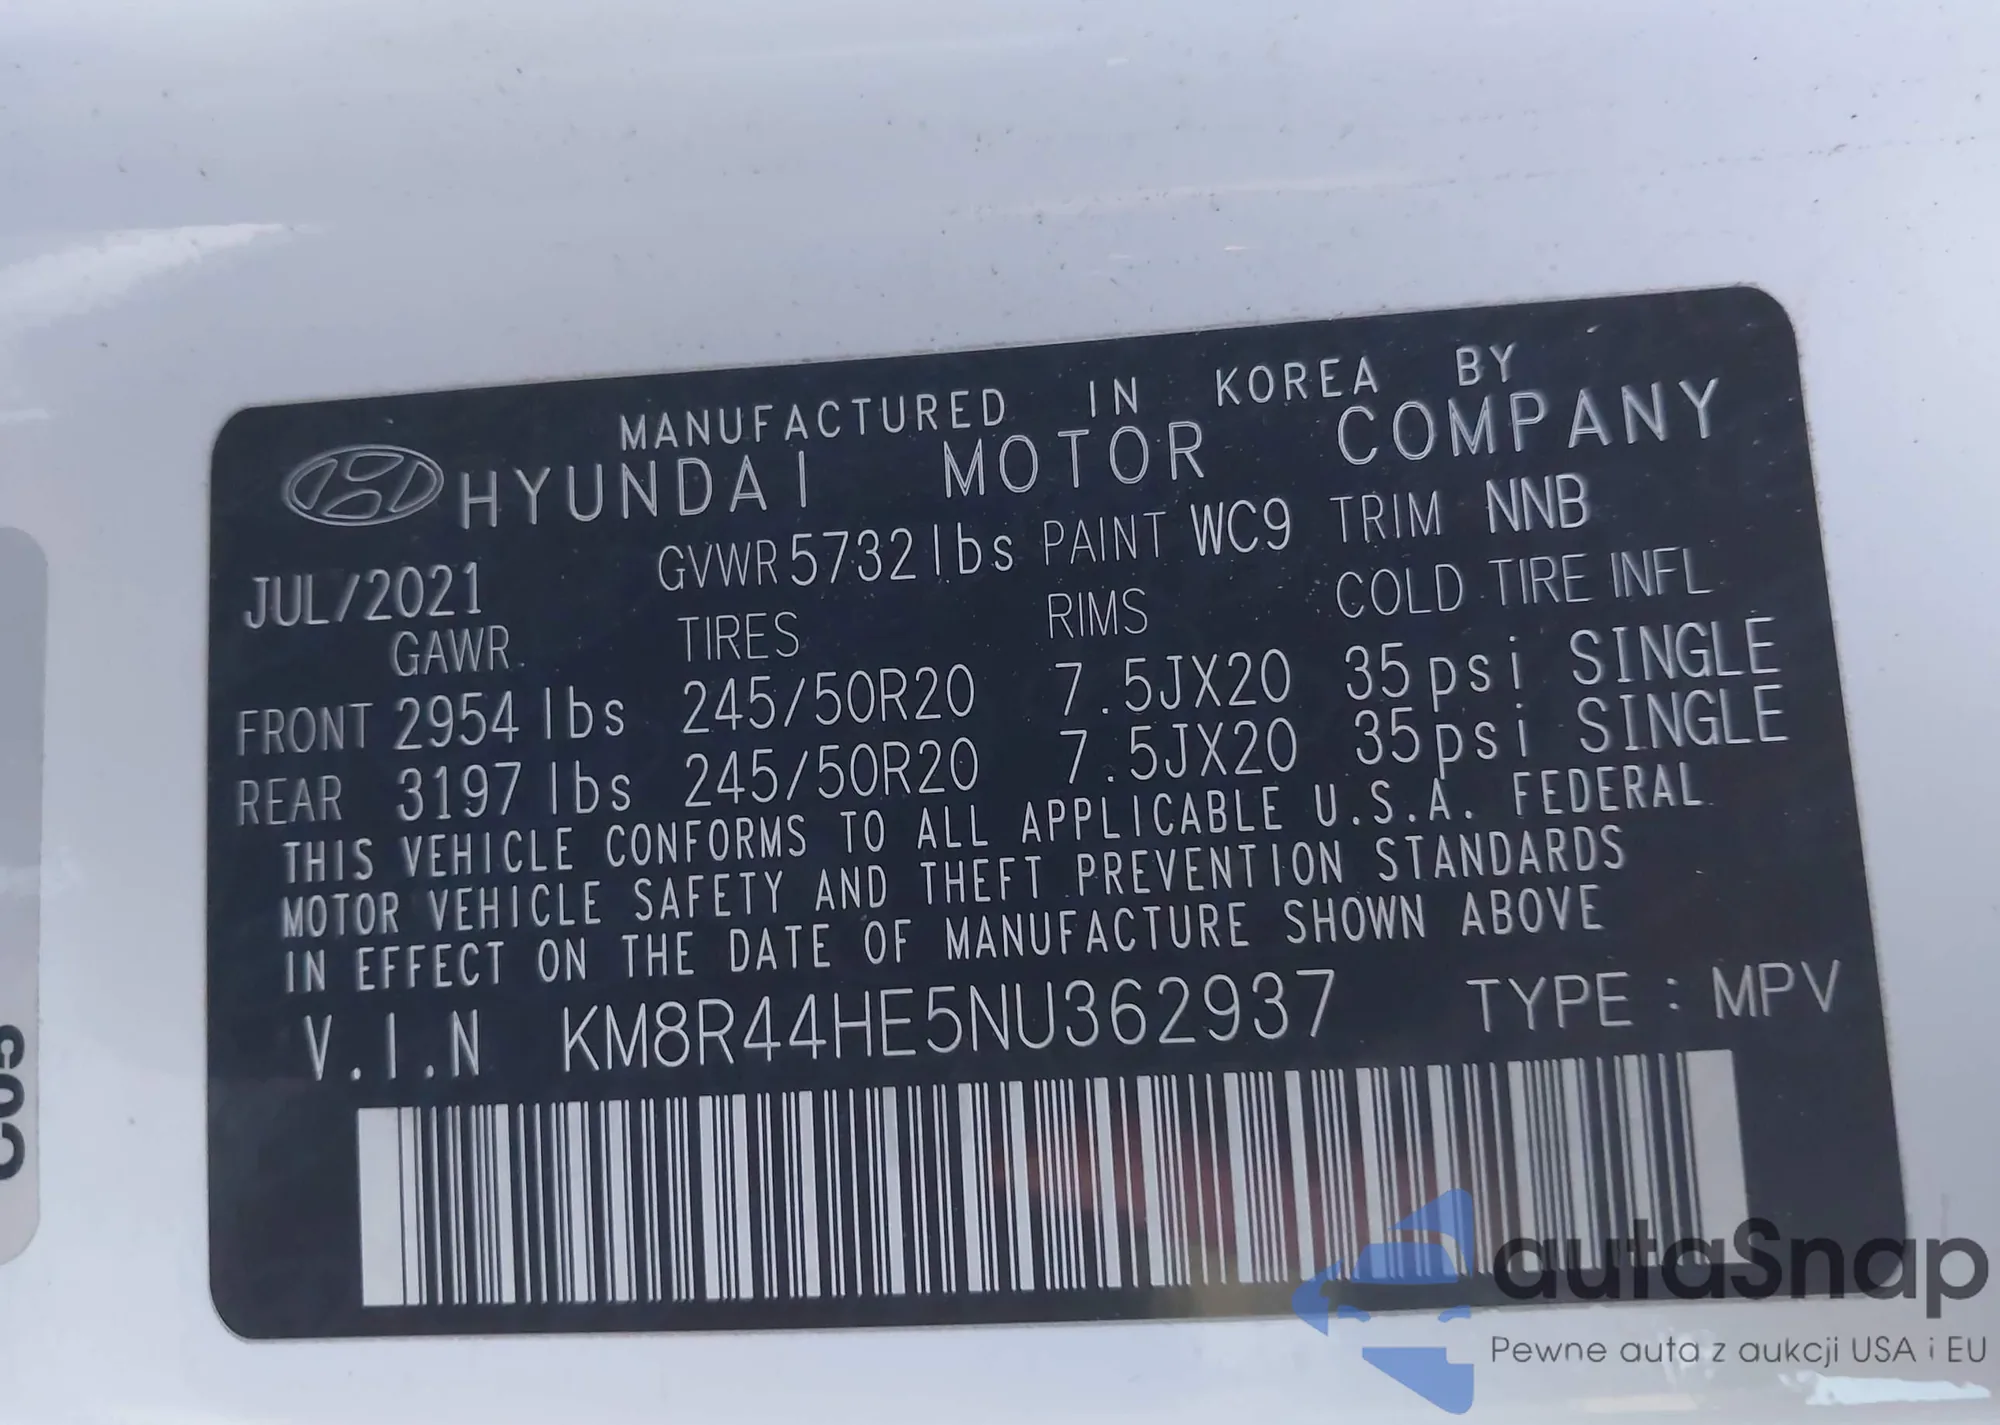 MANUFACTURED IN KOREA BY
HYUNDAI MOTOR COMPANY
JUL/2021 GVWR 5732 lbs PAINT WC9 TRIM NNB
GAWR TIRES RIMS COLD TIRE INFL
FRONT 2954 lbs 245/50R20 7.5JX20 35psi SINGLE
REAR 3197 lbs 245/50R20 7.5JX20 35psi SINGLE
THIS VEHICLE CONFORMS TO ALL APPLICABLE U.S.A. FEDERAL
MOTOR VEHICLE SAFETY AND THEFT PREVENTION STANDARDS
IN EFFECT ON THE DATE OF MANUFACTURE SHOWN ABOVE
V.I.N KM8R44HE5NU362937 TYPE : MPV
autaSnap
Pewne auta z aukcji USA i EU